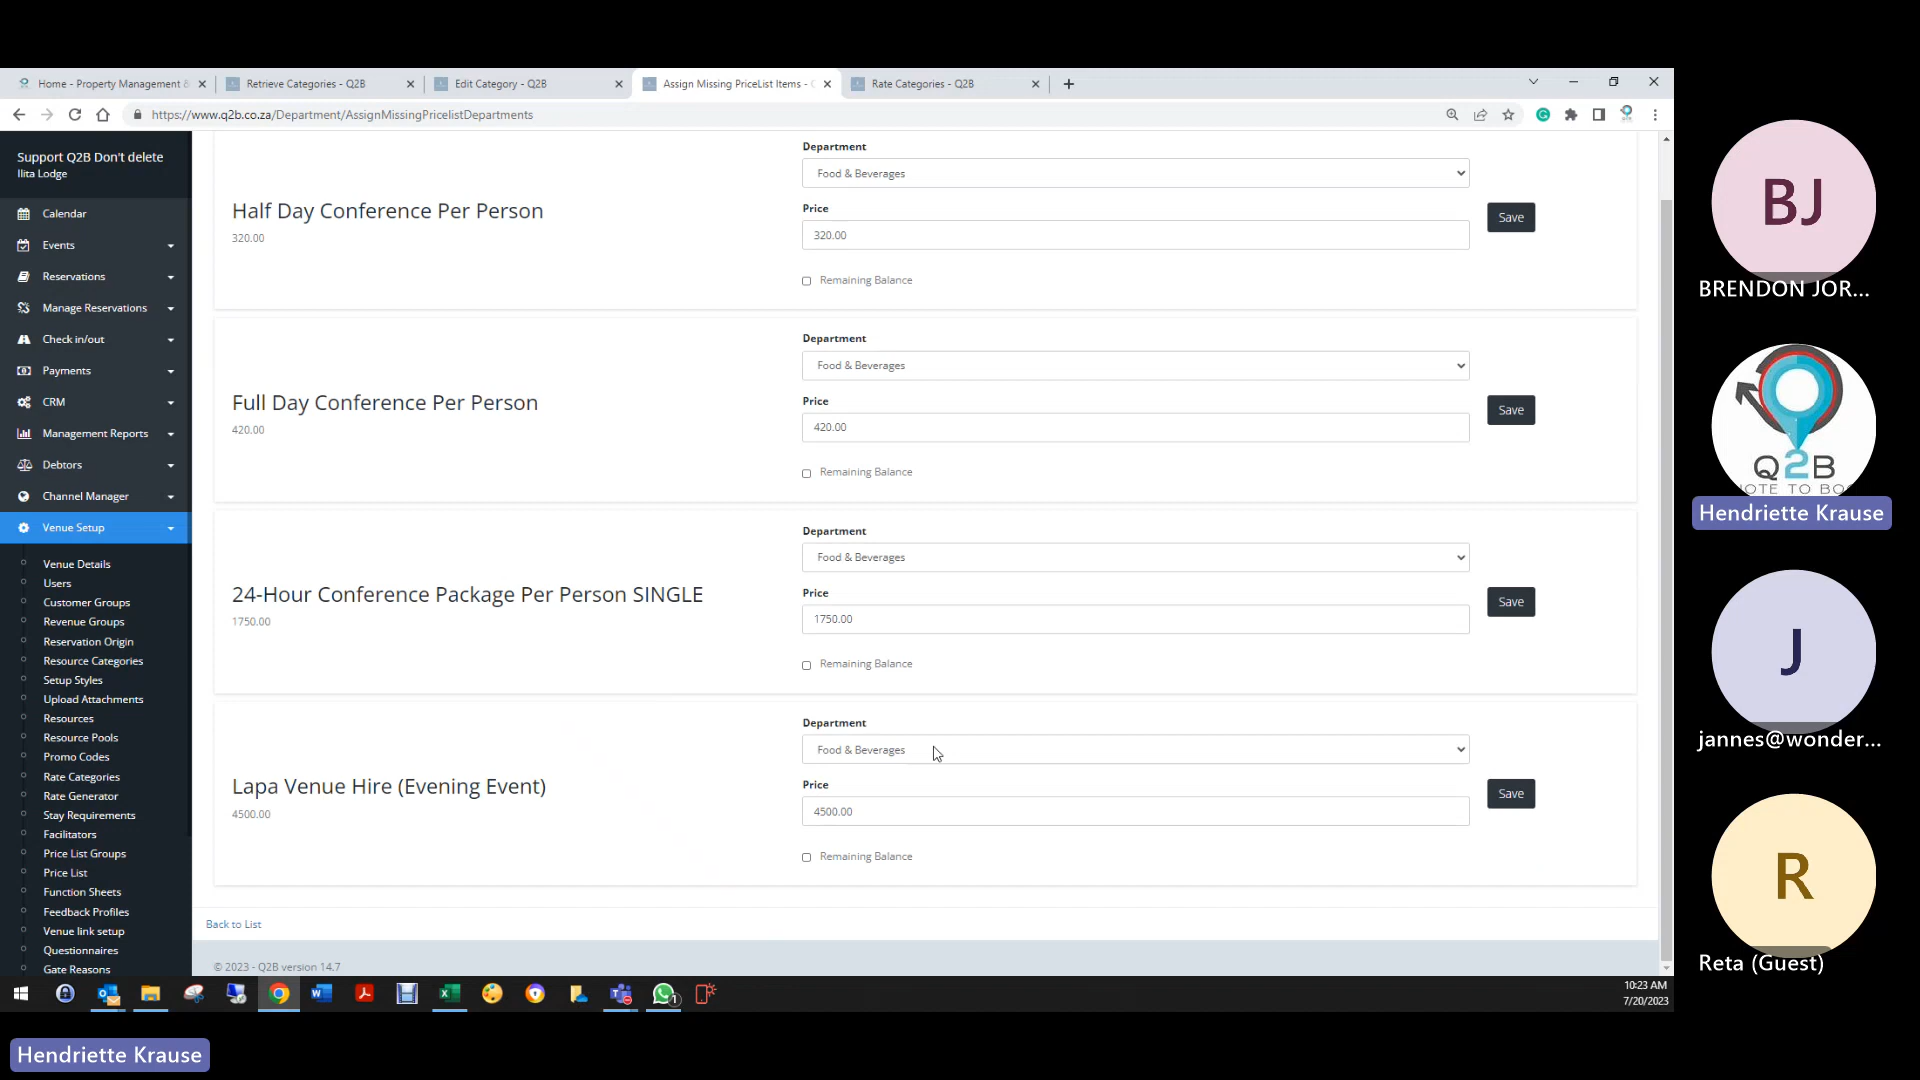 Home - Property Management &
Retrieve Categories - Q2B
Edit Category - Q2B
Assign Missing PriceList Items -
Rate Categories - Q2B
https://www.q2b.co.za/Department/AssignMissingPricelistDepartments
Support Q2B Don't delete
Ilita Lodge
Calendar
Events
Reservations
Manage Reservations
Check in/out
Payments
CRM
Management Reports
Debtors
Channel Manager
Venue Setup
Venue Details
Users
Customer Groups
Revenue Groups
Reservation Origin
Resource Categories
Setup Styles
Upload Attachments
Resources
Resource Pools
Promo Codes
Rate Categories
Rate Generator
Stay Requirements
Facilitators
Price List Groups
Price List
Function Sheets
Feedback Profiles
Venue link setup
Questionnaires
Gate Reasons
Half Day Conference Per Person
320.00
Department
Food & Beverages
Price
320.00
Remaining Balance
Save
Full Day Conference Per Person
420.00
Department
Food & Beverages
Price
420.00
Remaining Balance
Save
24-Hour Conference Package Per Person SINGLE
1750.00
Department
Food & Beverages
Price
1750.00
Remaining Balance
Save
Lapa Venue Hire (Evening Event)
4500.00
Department
Food & Beverages
Price
4500.00
Remaining Balance
Save
Back to List
© 2023 - Q2B version 14.7
10:23 AM
7/20/2023
BJ
BRENDON JOR...
Q2B
Hendriette Krause
J
jannes@wonder...
R
Reta (Guest)
Hendriette Krause